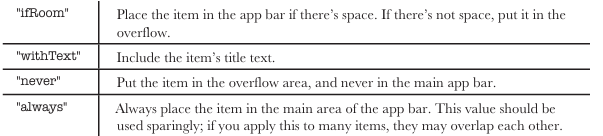 "ifRoom" Place the item in the app bar if there's space. If there's not space, put it in the
overflow.
"withText" Include the item's title text.
"never" Put the item in the overflow area, and never in the main app bar.
"always" Always place the item in the main area of the app bar. This value should be
used sparingly; if you apply this to many items, they may overlap each other.